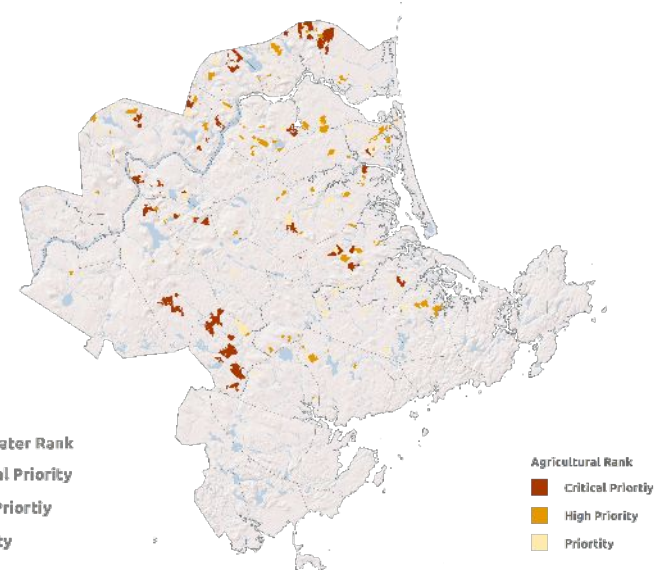 ater Rank
al Priority
Priortiy
ty
Agricultural Rank
Critical Priortiy
High Priority
Priortity